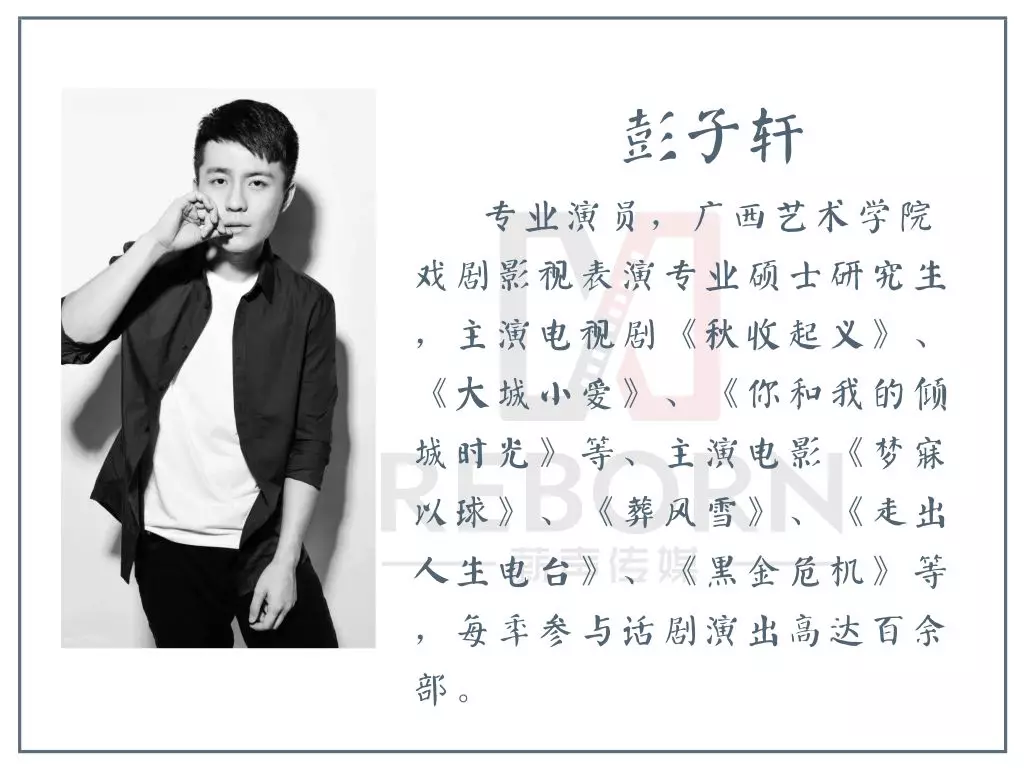 彭子轩
专业演员，广西艺术学院
戏剧影视表演专业硕士研究生
，主演电视剧《秋收起义》、
《大城小爱》、《你和我的倾
城时光》等、主演电影《梦寐
以球》、《葬风雪》、《走出
人生电台》、《黑金危机》等
，每年参与话剧演出高达百余
部。
REBORN
传媒